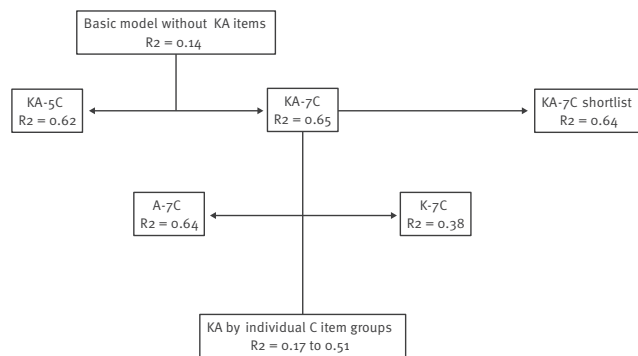 Basic model without KA items
R2 = 0.14
KA-5C
R2 = 0.62
KA-7C
R2 = 0.65
KA-7C shortlist
R2 = 0.64
A-7C
R2 = 0.64
K-7C
R2 = 0.38
KA by individual C item groups
R2 = 0.17 to 0.51